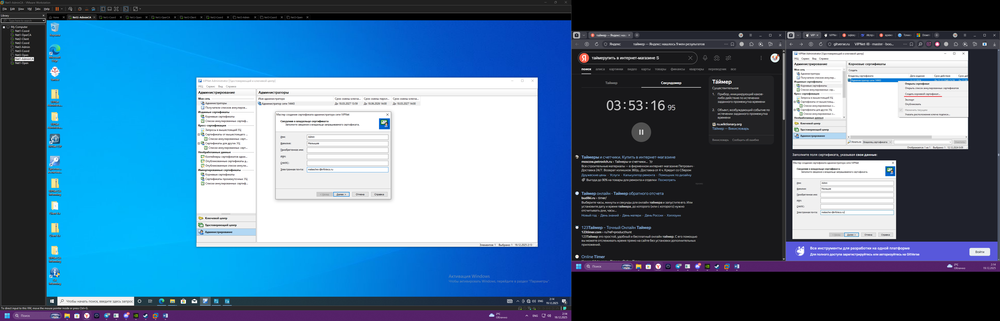 Net1-AdminCA - VMware Workstation
File Edit View VM Tabs Help
Library
Type here to search
My Computer
Net1-Coord
Net1-OperCA
Net2-Client
Net2-Coord
Net3-Admin
Net3-Coord
Net3-Open
Net1-AdminCA
Net1-Open
Home Net1-AdminCA Net1-Coord Net1-Open Net1-OperCA Net2-Client Net2-Coord Net3-Admin Net3-Coord Net3-Open
Корзина
Microsoft Edge
Yandex
ViPNet Administra...
ViPNet Administra...
ViPNet CSP
Удостове... и ключев...
ViPNet CA Informing
Client 4.x
Client 4.x
ViPNet CA Informing
CA Informing
ViPNet Administrator [Удостоверяющий и ключевой центр]
УКЦ Сервис Вид Справка
Администрирование
Моя сеть
Администраторы
Получатели списков аннулиров...
Изданные сертификаты
Корневые сертификаты
Списки аннулированных сертиф...
Кросс-сертификация
Запросы в вышестоящий УЦ
Сертификаты от вышестоящего ...
Списки аннулированных серт...
Сертификаты для других УЦ
Списки аннулированных серт...
Необработанные данные
Контейнеры сертификатов адми...
Опубликованные сертификаты д...
Опубликованные списки аннули...
Импортированные сертификаты
Корневые сертификаты
Сертификаты промежуточных УЦ
Списки аннулированных сертиф...
Ключевой центр
Удостоверяющий центр
Администрирование
Администраторы
Имя администратора Срок смены ключа... Срок смены парол... Срок смены ключа...
Администратор сети 14443 До 18.03.2027 13:59 До 18.06.2026 14:00 До 18.03.2027 14:00
Мастер создания сертификата администратора сети ViPNet
Сведения о владельце сертификата
Заполните сведения о владельце запрашиваемого сертификата.
Имя: Admin
Фамилия: Малышев
Приобретенное имя:
ИНН:
СНИЛС:
Электронная почта: malaschev@infotecs.ru
< Назад Далее > Отмена Справка
Элементов: 1 Выбрано: 1 19.12.2025 2:13
Активация Windows
Чтобы активировать Windows, перейдите в раздел "Параметры".
Чтобы начать поиск, введите здесь запрос
ENG 2:14
19.12.2025
4
To direct input to this VM, move the mouse pointer inside or press Ctrl+G.
Поиск
2°C
Облачно
ENG 2:14
19.12.2025
1 таймер — Яндекс: наш
Яндекс таймер — Яндекс: нашлось 9 млн результатов
таймерупить в интернет-магазине S
поиск алиса картинки видео карты товары финансы квартиры переводчик все
Таймер Секундомер
03:53:16 95
Та́ймер
Существительное
1. Прибор, инициирующий какое-
либо действие по истечении
заданного промежутка времени
2. Объект, возбуждающий событие по
истечении заданного промежутка
времени
ru.wiktionary.org
Та́ймер — Викисловарь
Викисловарь Сообщить об ошибке
Таймеры и счетчики. Купить в интернет-магазине
moscow.petrovich.ru › Таймеры-и-счетчики...
Все строительные материалы — в фирменном интернет-магазине Петрович ·
Доставка 24/7. Возврат излишков 360д.. Доставка от 4 ч. Кредит со Сбером
Дружеские цены · Услуги · Калькулятор ремонта · Помощник по дизайну
Выгода до 90% на товары для ремонта и отделки Посмотреть
промо
Таймер онлайн - Таймер обратного отсчета
budilki.ru › timer/
Выберите часы, минуты и секунды для онлайн таймера и запустите его. Или
установите дату и время таймера, до которого (или с которого) нужно
отсчитывать дни, часы...
Новый год · День знаний · День матери · День России · Хэллоуин
123Таймер – Точный Онлайн Таймер
123timer.com › ru?ref=producthunt
123Таймер это простой, удобный и бесплатный онлайн таймер. С его помощью
вы можете отслеживать время прямо на сайте без установки дополнительных
приложений.
Online Timer
7 ViPI ViPNet sqlexp Испра время Точно Downl
gitverse.ru ViPNet-IB - master - boo...
ViPNet Administrator [Удостоверяющий и ключевой центр]
УКЦ Сервис Вид Справка
Администрирование
Моя сеть
Администраторы
Получатели списков аннулир...
Изданные сертификаты
Корневые сертификаты
Списки аннулированных сер...
Кросс-сертификация
Запросы в вышестоящий УЦ
Сертификаты от вышестоящ...
Списки аннулированных с...
Сертификаты для других УЦ
Списки аннулированных с...
Необработанные данные
Ключевой центр
Удостоверяющий центр
Администрирование
Корневые сертификаты
Создать
Владелец сертификата Дата издания Срок действия Срок дей
Администратор сети 14443 11.12.2024 До 11.12.2040 23:59 До 11.06
Открыть сертификат
Открыть список аннулированных сертификатов
Создать корневой сертификат...
Экспорт
Опубликовать
Назначить текущим
Указать расположение ключа подписи...
Искать в: Владелец сертификата Очистить
Отображается: 1 из 1 Выбрано: 1 12.12.2024 0:08
Заполните поля сертификата, указывая свои данные:
Мастер создания сертификата администратора сети ViPNet
Сведения о владельце сертификата
Заполните сведения о владельце запрашиваемого сертификата.
Имя: Admin
Фамилия: Малащев
Приобретенное имя:
ИНН:
СНИЛС:
Электронная почта: malaschev@infotecs.ru
< Назад Далее > Отмена Справка
Все инструменты для разработки на одной платформе
Для полного доступа зарегистрируйтесь или авторизуйтесь на GitVerse
Войти
Поиск
2°C
Облачно
2:14
19.12.2025